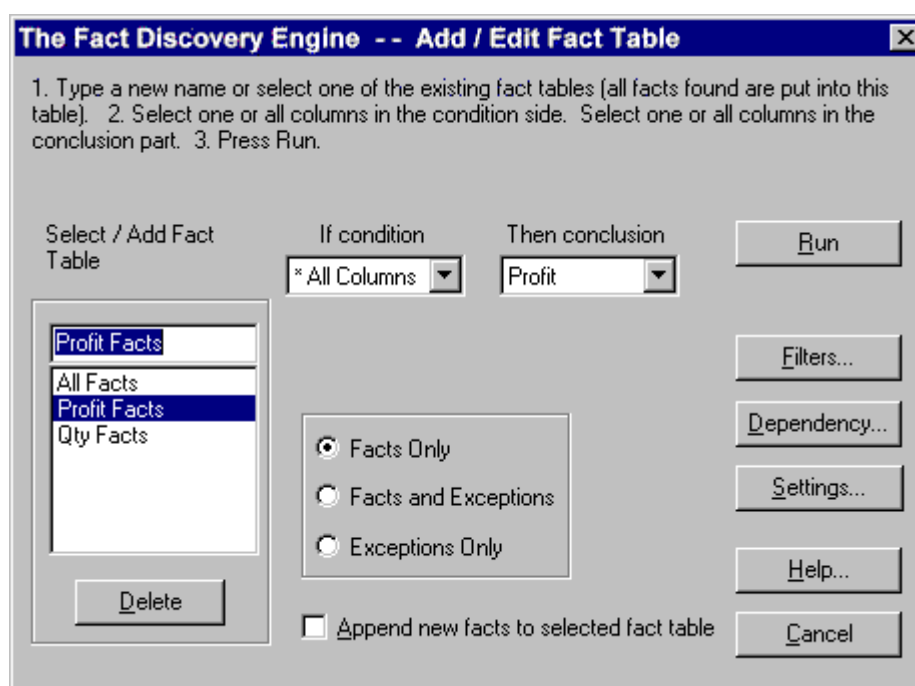 The Fact Discovery Engine -- Add / Edit Fact Table
1. Type a new name or select one of the existing fact tables (all facts found are put into this
table). 2. Select one or all columns in the condition side. Select one or all columns in the
conclusion part. 3. Press Run.
Select / Add Fact
Table
If condition
Then conclusion
* All Columns
Profit
Run
Profit Facts
All Facts
Profit Facts
Qty Facts
Filters...
Dependency...
Settings...
Facts Only
Facts and Exceptions
Exceptions Only
Help...
Delete
Append new facts to selected fact table
Cancel